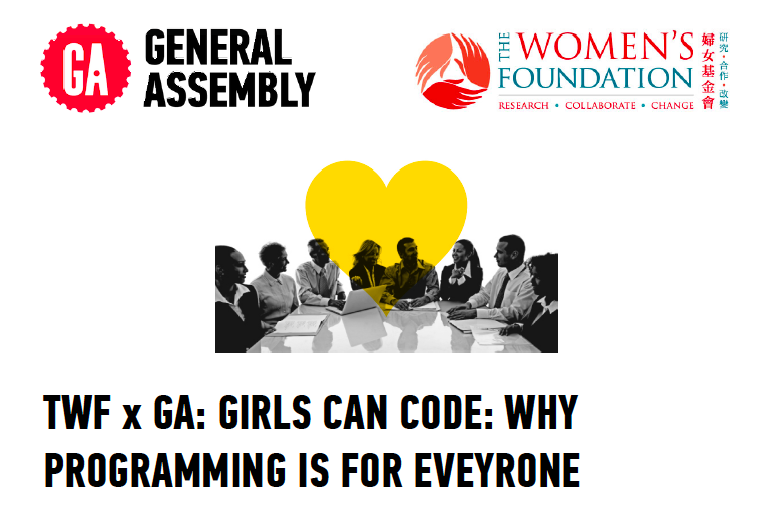 GA
GENERAL
ASSEMBLY
THE
WOMEN'S
FOUNDATION
RESEARCH • COLLABORATE • CHANGE
婦女基金會
研究・合作・改變
TWF x GA: GIRLS CAN CODE: WHY
PROGRAMMING IS FOR EVEYRONE